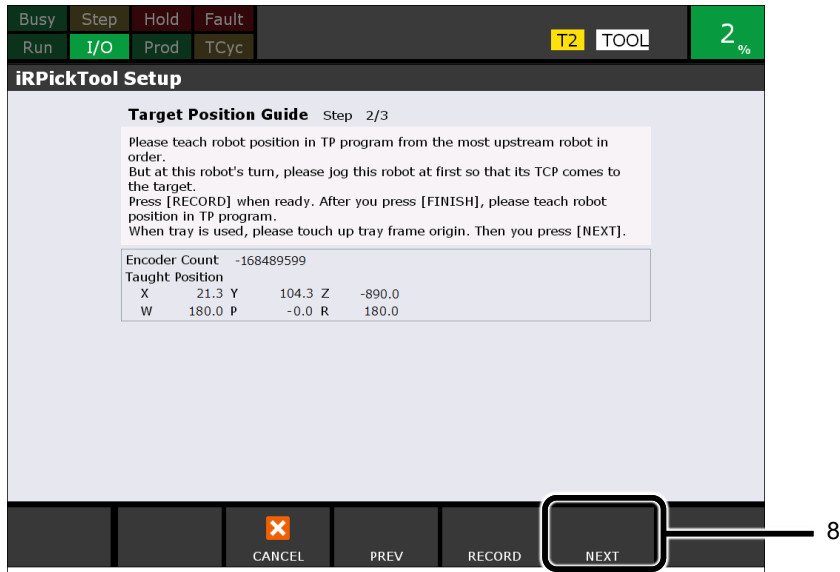 Busy Step Hold Fault
Run I/O Prod TCyc
T2 TOOL
2 %
iRPickTool Setup
Target Position Guide Step 2/3
Please teach robot position in TP program from the most upstream robot in
order.
But at this robot's turn, please jog this robot at first so that its TCP comes to
the target.
Press [RECORD] when ready. After you press [FINISH], please teach robot
position in TP program.
When tray is used, please touch up tray frame origin. Then you press [NEXT].
Encoder Count -168489599
Taught Position
X 21.3 Y 104.3 Z -890.0
W 180.0 P -0.0 R 180.0
CANCEL PREV RECORD NEXT
8